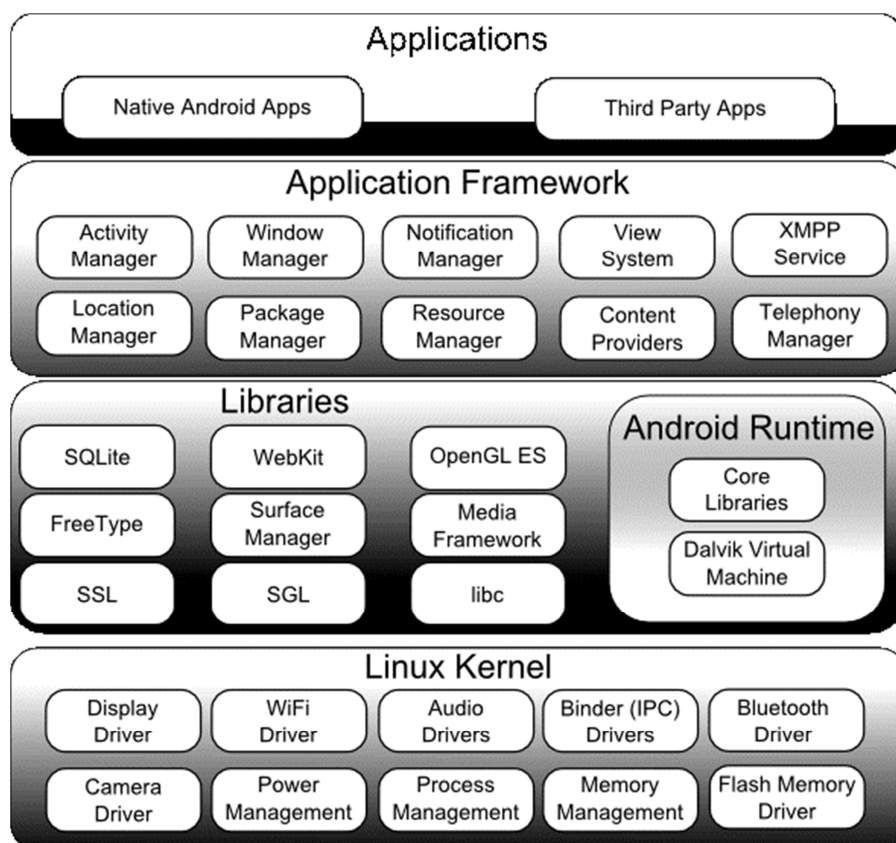 Applications
Native Android Apps
Third Party Apps
Application Framework
Activity
Manager
Window
Manager
Notification
Manager
View
System
XMPP
Service
Location
Manager
Package
Manager
Resource
Manager
Content
Providers
Telephony
Manager
Libraries
SQLite
WebKit
OpenGL ES
FreeType
Surface
Manager
Media
Framework
SSL
SGL
libc
Android Runtime
Core
Libraries
Dalvik Virtual
Machine
Linux Kernel
Display
Driver
WiFi
Driver
Audio
Drivers
Binder (IPC)
Drivers
Bluetooth
Driver
Camera
Driver
Power
Management
Process
Management
Memory
Management
Flash Memory
Driver